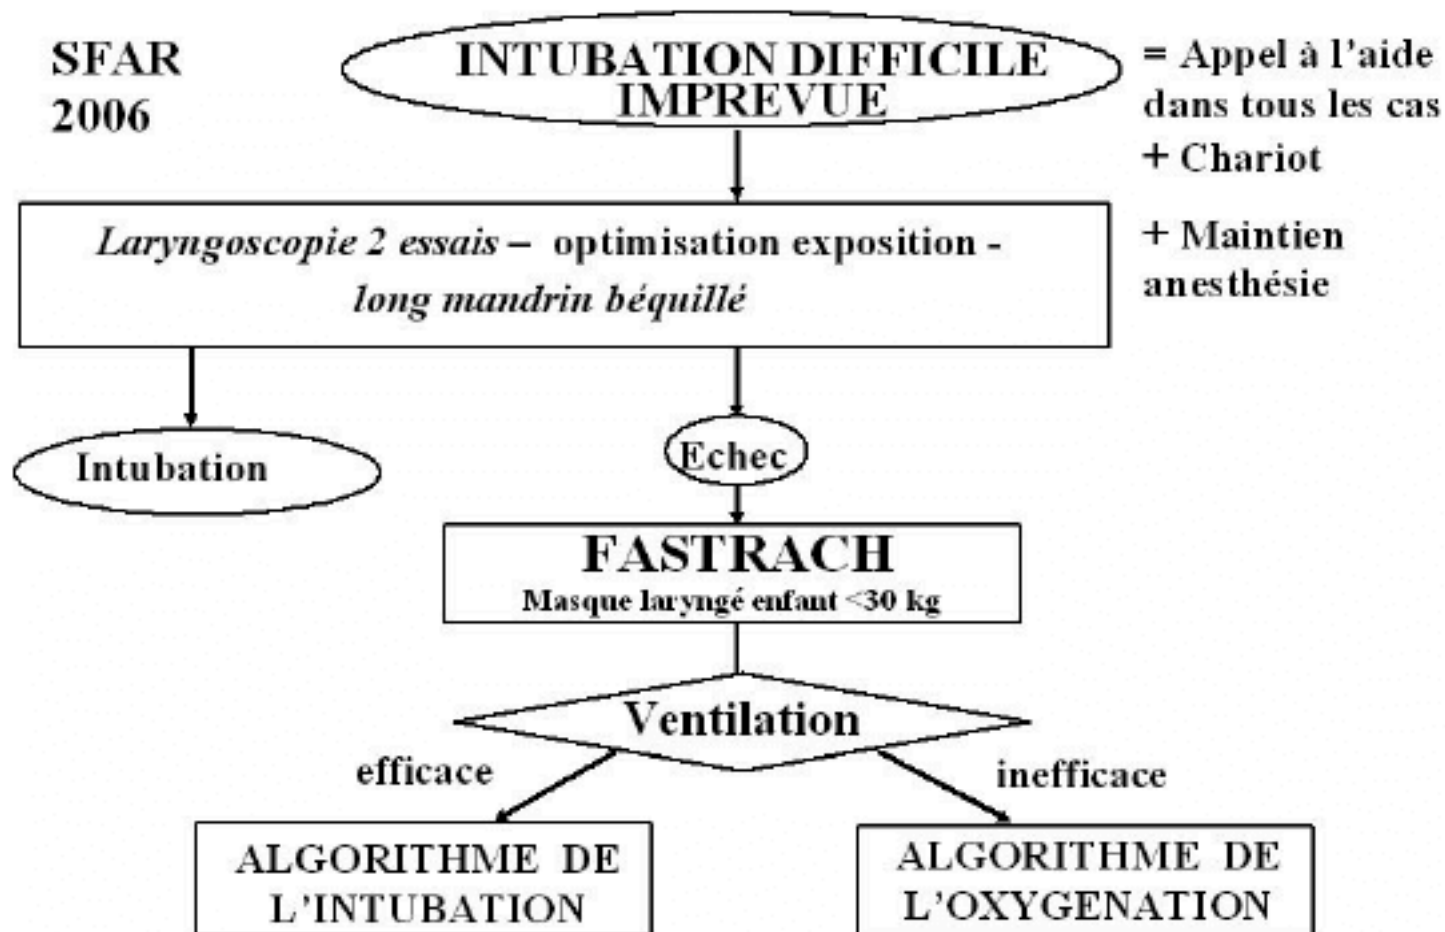 SFAR
2006
INTUBATION DIFFICILE
IMPREVUE
= Appel à l'aide
dans tous les cas
+ Chariot
+ Maintien
anesthésie
Laryngoscopie 2 essais – optimisation exposition -
long mandrin béquillé
Intubation
Echec
FASTRACH
Masque laryngé enfant <30 kg
Ventilation
efficace
inefficace
ALGORITHME DE
L'INTUBATION
ALGORITHME DE
L'OXYGENATION